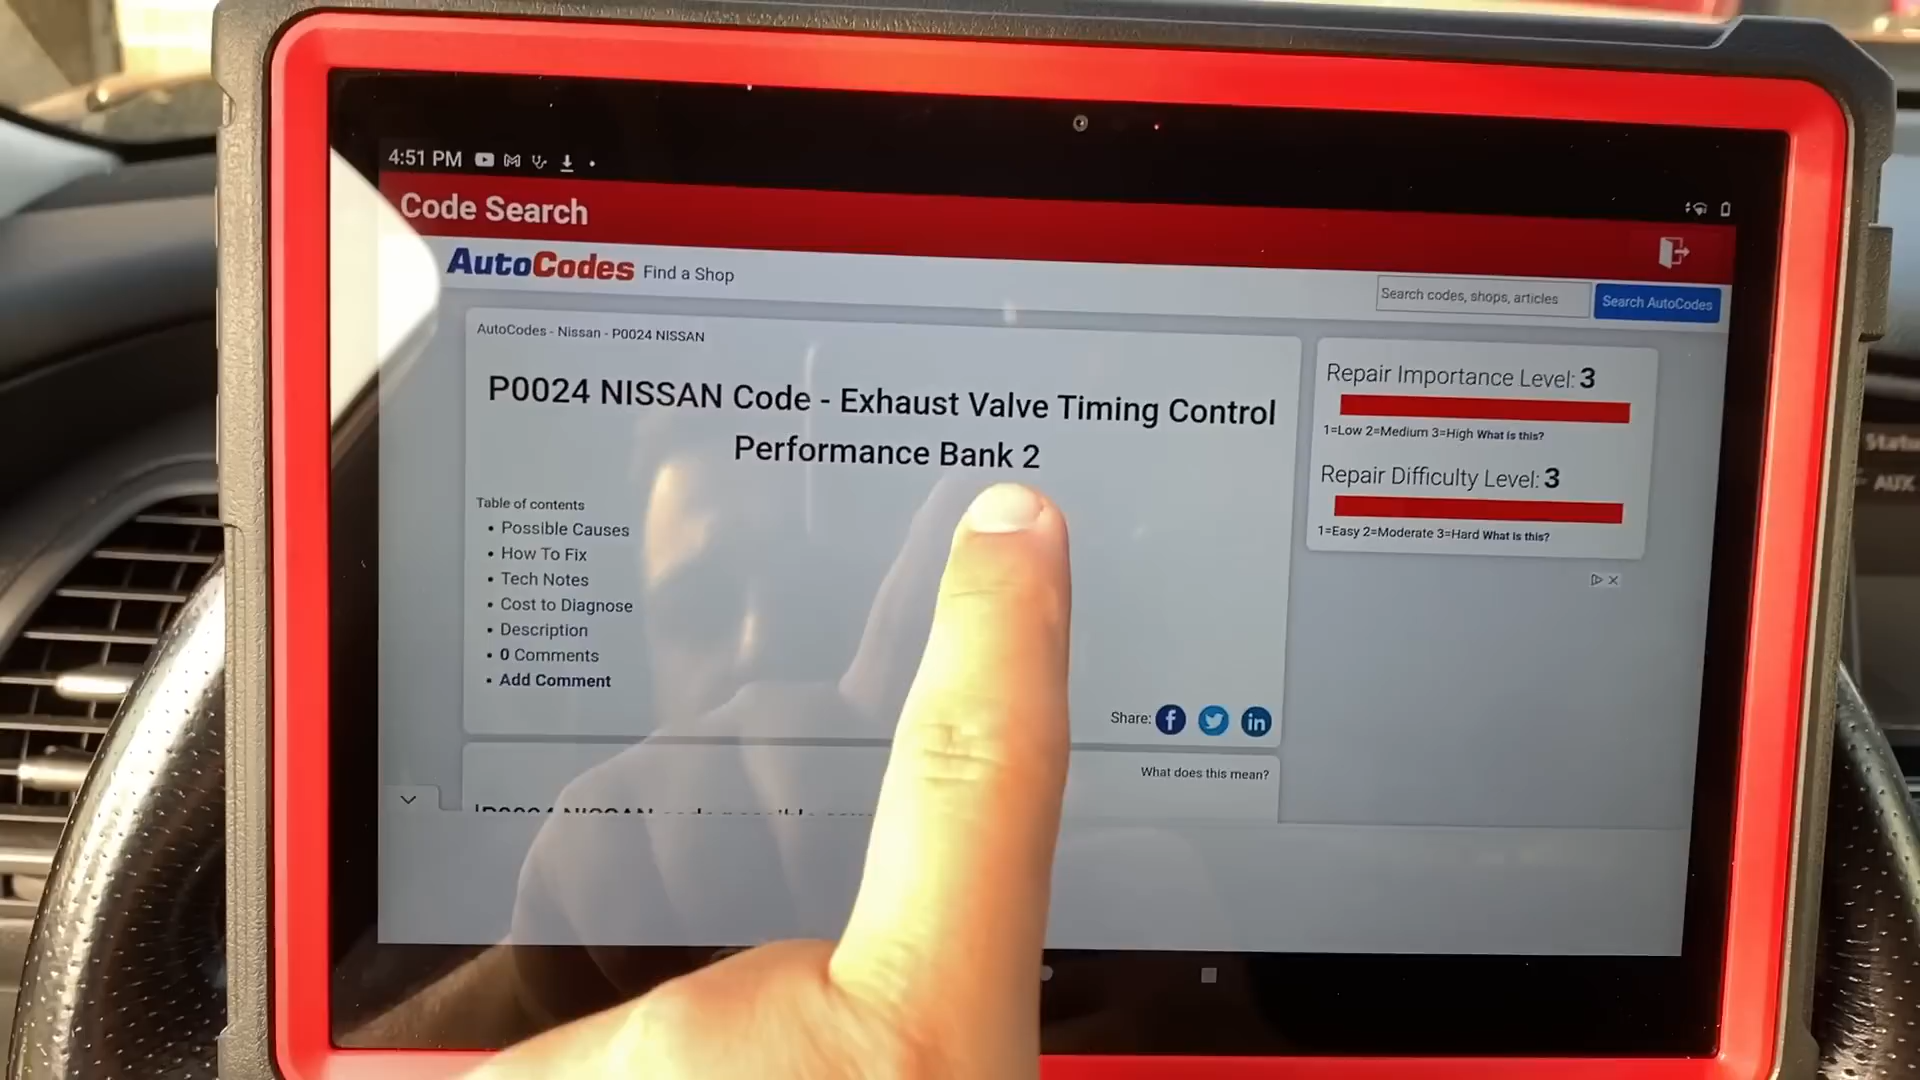 4:51 PM
Code Search
AutoCodes Find a Shop
Search codes, shops, articles
Search AutoCodes
AutoCodes - Nissan - P0024 NISSAN
P0024 NISSAN Code - Exhaust Valve Timing Control
Performance Bank 2
Table of contents
• Possible Causes
• How To Fix
• Tech Notes
• Cost to Diagnose
• Description
• 0 Comments
• Add Comment
Share:
What does this mean?
Repair Importance Level: 3
1=Low 2=Medium 3=High What is this?
Repair Difficulty Level: 3
1=Easy 2=Moderate 3=Hard What is this?
AUX